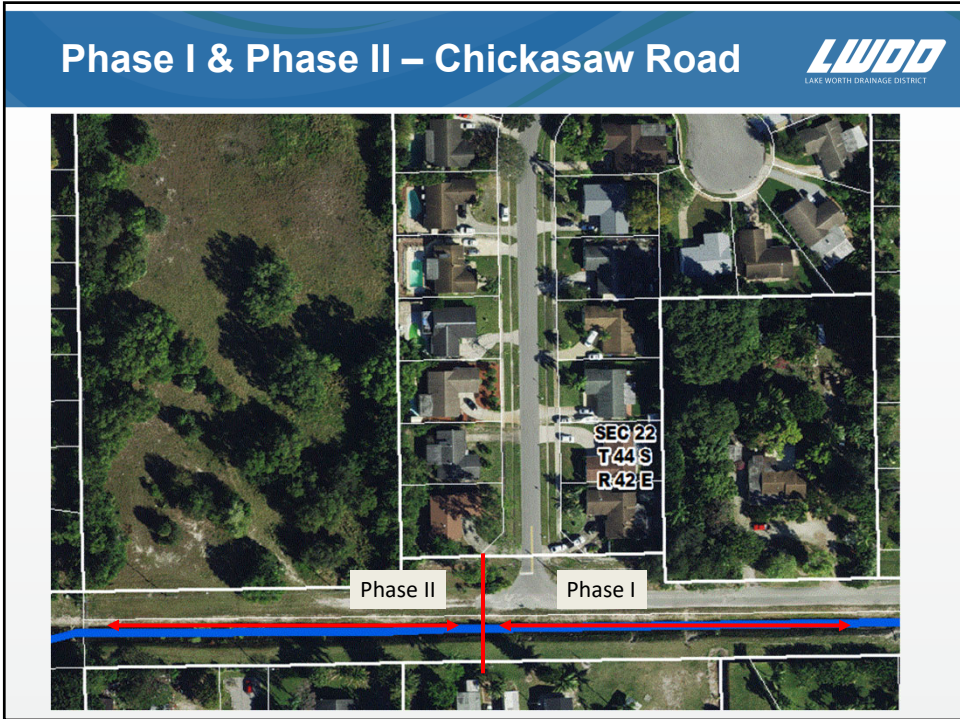 Phase I & Phase II – Chickasaw Road
LWDD
LAKE WORTH DRAINAGE DISTRICT
SEC 22
T 44 S
R 42 E
Phase II
Phase I